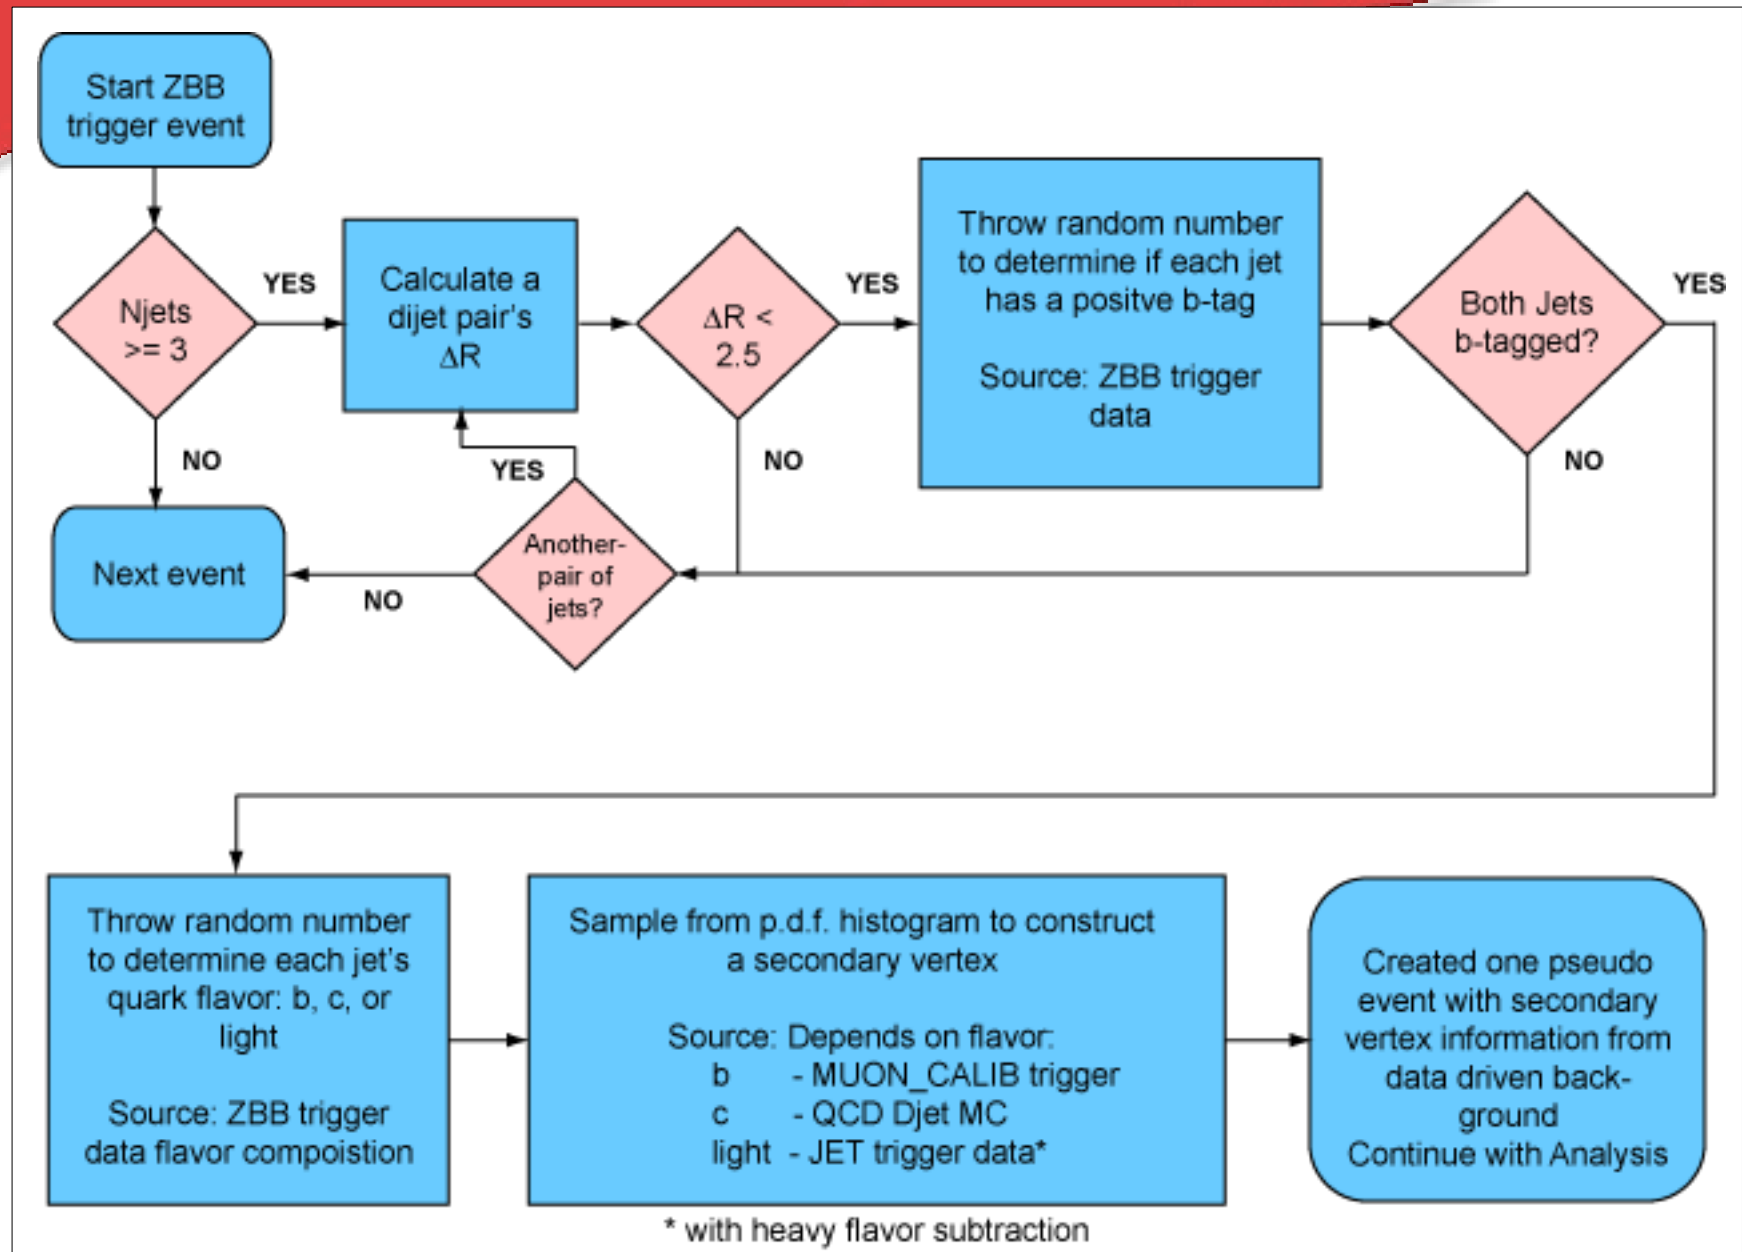 Start ZBB
trigger event
Njets
>= 3
YES
NO
Next event
Calculate a
dijet pair's
ΔR
ΔR <
2.5
YES
NO
Another-
pair of
jets?
YES
NO
Throw random number
to determine if each jet
has a positve b-tag
Source: ZBB trigger
data
Both Jets
b-tagged?
YES
NO
Throw random number
to determine each jet's
quark flavor: b, c, or
light
Source: ZBB trigger
data flavor compoistion
Sample from p.d.f. histogram to construct
a secondary vertex
Source: Depends on flavor:
b - MUON_CALIB trigger
c - QCD Djet MC
light - JET trigger data*
Created one pseudo
event with secondary
vertex information from
data driven back-
ground
Continue with Analysis
* with heavy flavor subtraction